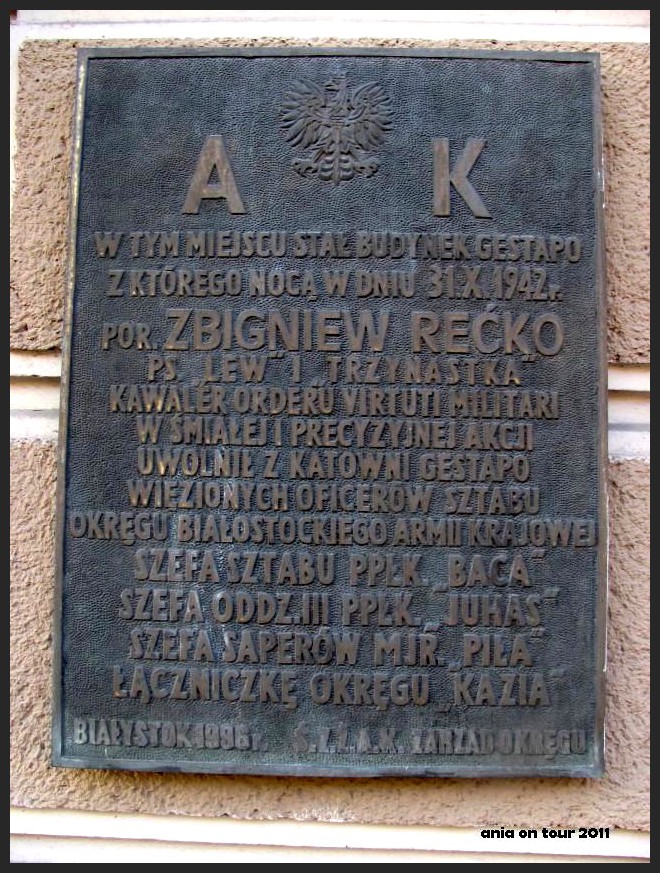 A K
W TYM MIEJSCU STAŁ BUDYNEK GESTAPO
Z KTÓREGO NOCĄ W DNIU 31.X.1942r.
POR. ZBIGNIEW REĆKO
PS. „LEW" I „TRZYNASTKA"
KAWALER ORDERU VIRTUTI MILITARI
W ŚMIAŁEJ I PRECYZYJNEJ AKCJI
UWOLNIŁ Z KATOWNI GESTAPO
WIĘZIONYCH OFICERÓW SZTABU
OKRĘGU BIAŁOSTOCKIEGO ARMII KRAJOWEJ
SZEFA SZTABU PPŁK. „BACA"
SZEFA ODDZ.III PPŁK. „JUHAS"
SZEFA SAPERÓW MJR. „PIŁA"
ŁĄCZNICZKĘ OKRĘGU „KAZIA"
BIAŁYSTOK 1996r. Ś.Z.Ż.A.K. ZARZĄD OKRĘGU
ania on tour 2011